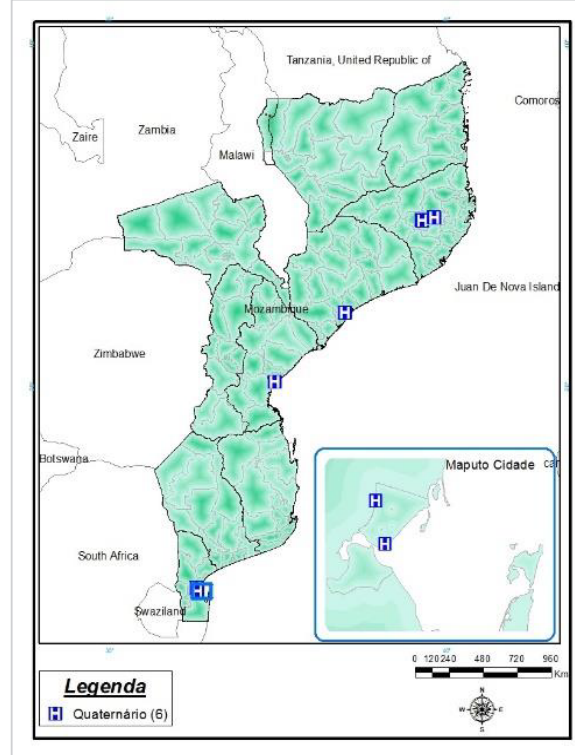 Tanzania, United Republic of
Comoros
Zaire
Zambia
Malawi
Juan De Nova Island
Mozambique
Zimbabwe
Botswana
Maputo Cidade
South Africa
Swaziland
0 120 240 480 720 960
Km
Legenda
H Quaternário (6)
N
W E
S